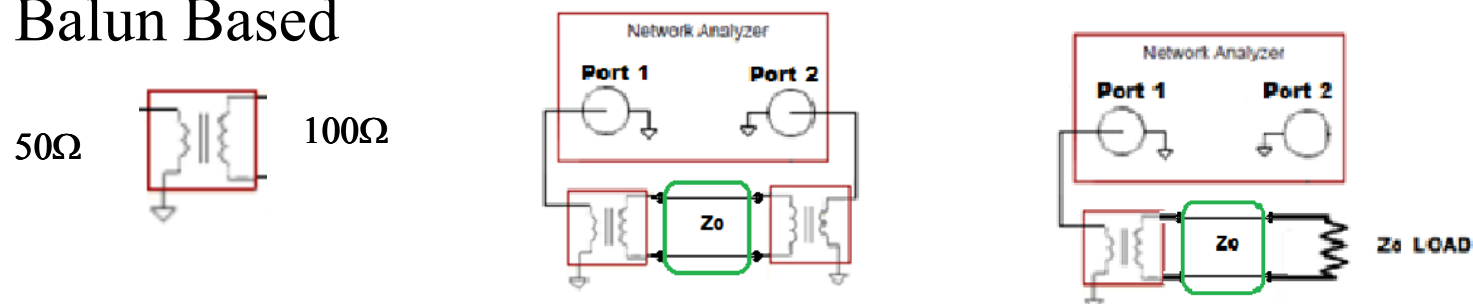 Balun Based
50Ω
100Ω
Network Analyzer
Port 1
Port 2
Zo
Network Analyzer
Port 1
Port 2
Zo
Zo LOAD